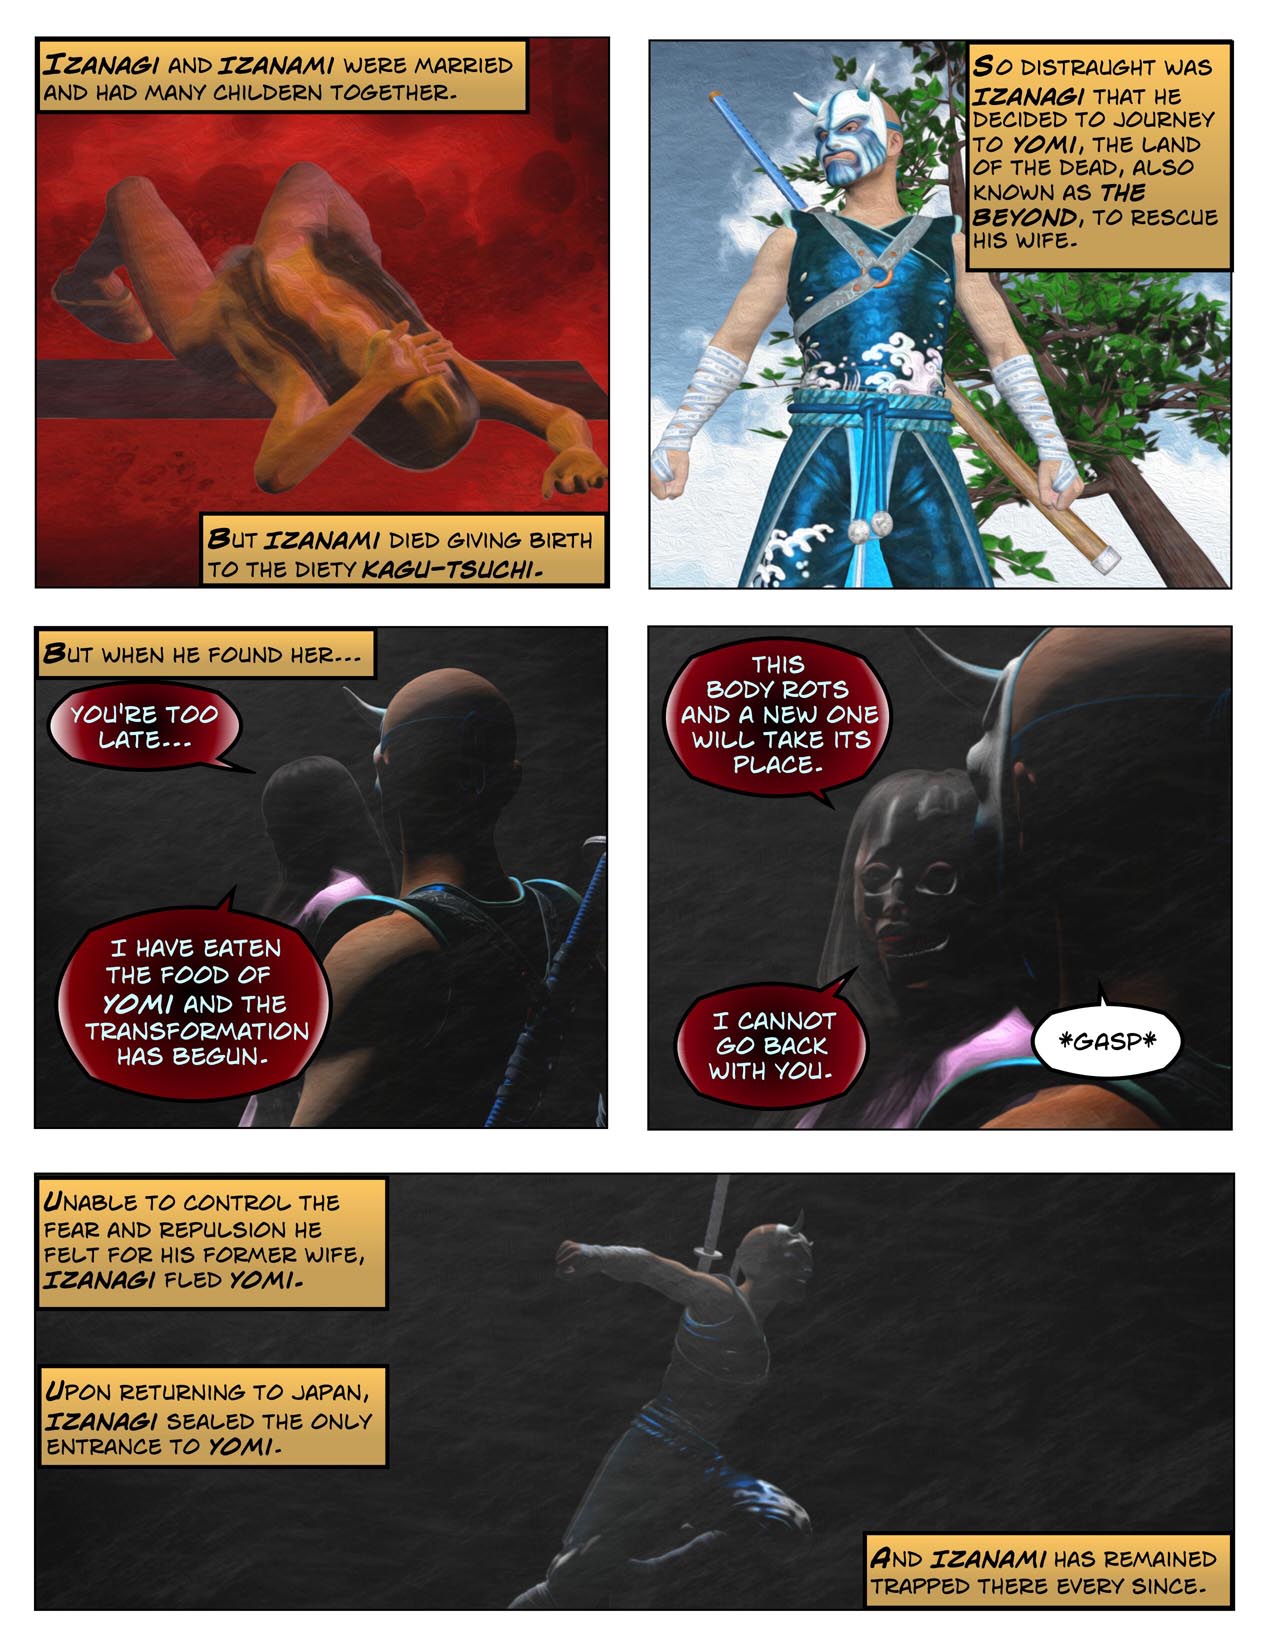 IZANAGI AND IZANAMI WERE MARRIED
AND HAD MANY CHILDERN TOGETHER.
BUT IZANAMI DIED GIVING BIRTH
TO THE DIETY KAGU-TSUCHI.
SO DISTRAUGHT WAS
IZANAGI THAT HE
DECIDED TO JOURNEY
TO YOMI, THE LAND
OF THE DEAD, ALSO
KNOWN AS THE
BEYOND, TO RESCUE
HIS WIFE.
BUT WHEN HE FOUND HER...
YOU'RE TOO
LATE...
I HAVE EATEN
THE FOOD OF
YOMI AND THE
TRANSFORMATION
HAS BEGUN.
THIS
BODY ROTS
AND A NEW ONE
WILL TAKE ITS
PLACE.
I CANNOT
GO BACK
WITH YOU.
*GASP*
UNABLE TO CONTROL THE
FEAR AND REPULSION HE
FELT FOR HIS FORMER WIFE,
IZANAGI FLED YOMI.
UPON RETURNING TO JAPAN,
IZANAGI SEALED THE ONLY
ENTRANCE TO YOMI.
AND IZANAMI HAS REMAINED
TRAPPED THERE EVERY SINCE.